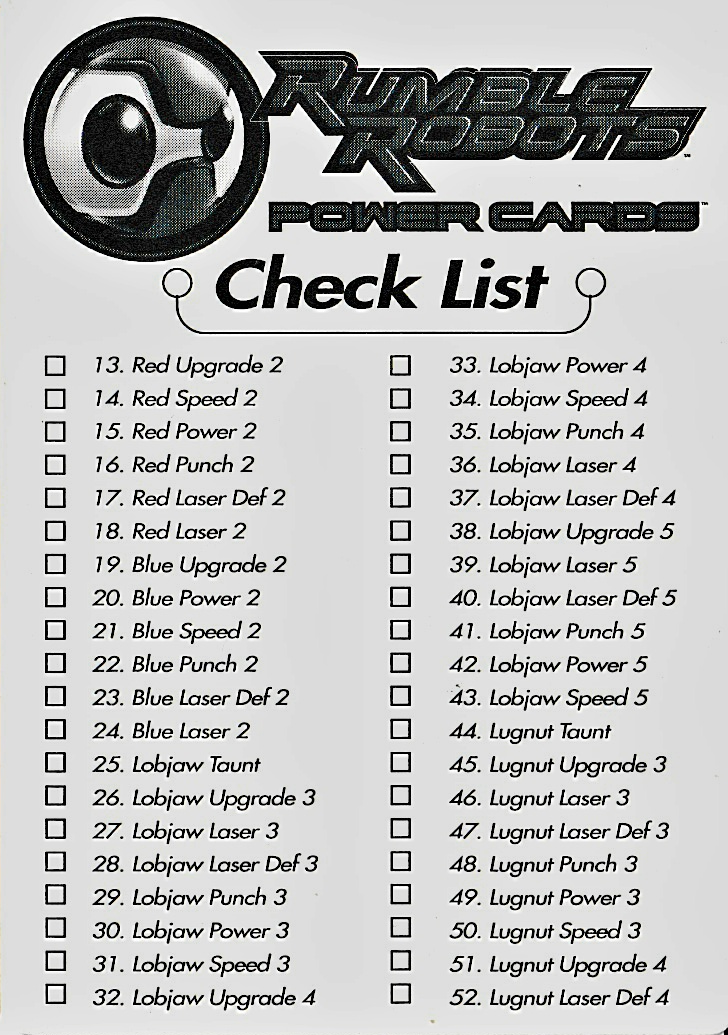 RUMBLE
ROBOTS™
POWER CARDS™
Check List
13. Red Upgrade 2
14. Red Speed 2
15. Red Power 2
16. Red Punch 2
17. Red Laser Def 2
18. Red Laser 2
19. Blue Upgrade 2
20. Blue Power 2
21. Blue Speed 2
22. Blue Punch 2
23. Blue Laser Def 2
24. Blue Laser 2
25. Lobjaw Taunt
26. Lobjaw Upgrade 3
27. Lobjaw Laser 3
28. Lobjaw Laser Def 3
29. Lobjaw Punch 3
30. Lobjaw Power 3
31. Lobjaw Speed 3
32. Lobjaw Upgrade 4
33. Lobjaw Power 4
34. Lobjaw Speed 4
35. Lobjaw Punch 4
36. Lobjaw Laser 4
37. Lobjaw Laser Def 4
38. Lobjaw Upgrade 5
39. Lobjaw Laser 5
40. Lobjaw Laser Def 5
41. Lobjaw Punch 5
42. Lobjaw Power 5
43. Lobjaw Speed 5
44. Lugnut Taunt
45. Lugnut Upgrade 3
46. Lugnut Laser 3
47. Lugnut Laser Def 3
48. Lugnut Punch 3
49. Lugnut Power 3
50. Lugnut Speed 3
51. Lugnut Upgrade 4
52. Lugnut Laser Def 4